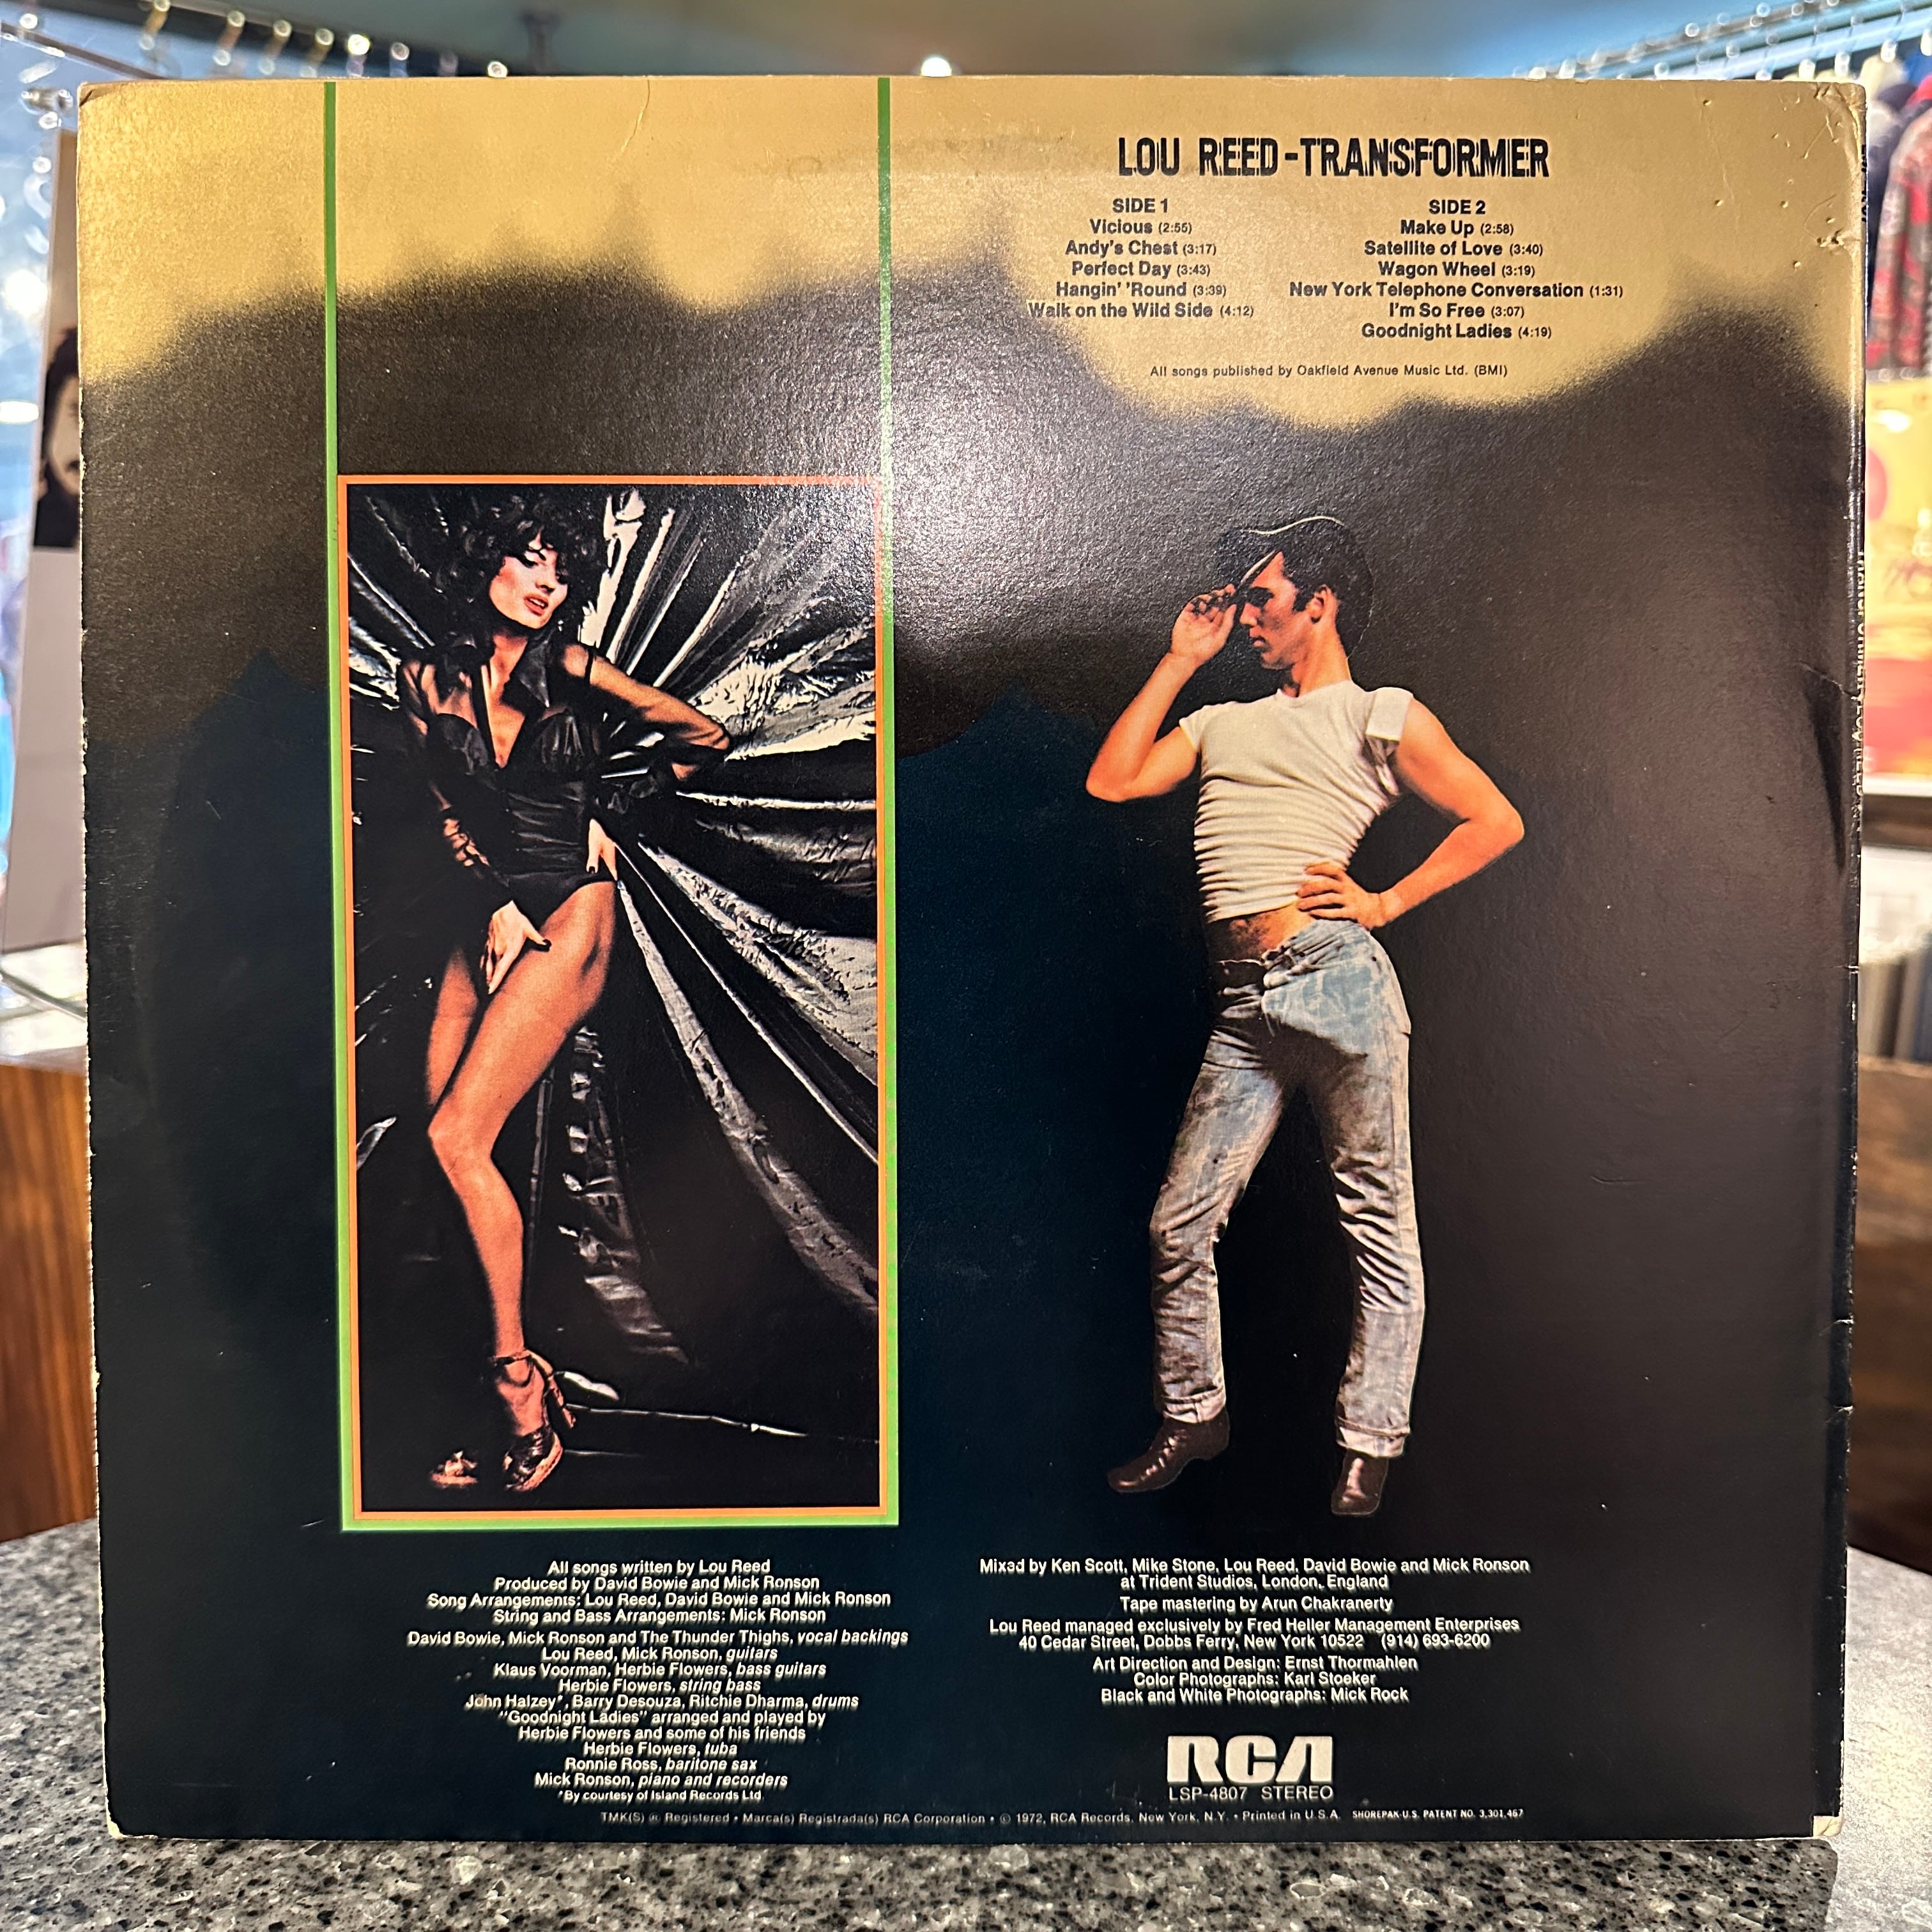 LOU REED-TRANSFORMER
SIDE 1
Vicious (2:55)
Andy's Chest (3:17)
Perfect Day (3:43)
Hangin' 'Round (3:39)
Walk on the Wild Side (4:12)
SIDE 2
Make Up (2:58)
Satellite of Love (3:40)
Wagon Wheel (3:19)
New York Telephone Conversation (1:31)
I'm So Free (3:07)
Goodnight Ladies (4:19)
All songs published by Oakfield Avenue Music Ltd. (BMI)
All songs written by Lou Reed
Produced by David Bowie and Mick Ronson
Song Arrangements: Lou Reed, David Bowie and Mick Ronson
String and Bass Arrangements: Mick Ronson
David Bowie, Mick Ronson and The Thunder Thighs, vocal backings
Lou Reed, Mick Ronson, guitars
Klaus Voorman, Herbie Flowers, bass guitars
Herbie Flowers, string bass
John Halzey*, Barry Desouza, Ritchie Dharma, drums
"Goodnight Ladies" arranged and played by
Herbie Flowers and some of his friends
Herbie Flowers, tuba
Ronnie Ross, baritone sax
Mick Ronson, piano and recorders
*By courtesy of Island Records Ltd.
Mixed by Ken Scott, Mike Stone, Lou Reed, David Bowie and Mick Ronson
at Trident Studios, London, England
Tape mastering by Arun Chakranerty
Lou Reed managed exclusively by Fred Heller Management Enterprises
40 Cedar Street, Dobbs Ferry, New York 10522 (914) 693-6200
Art Direction and Design: Ernst Thormahlen
Color Photographs: Karl Stoeker
Black and White Photographs: Mick Rock
RCA
LSP-4807 STEREO
TMK(S) ® Registered • Marca(s) Registrada(s) RCA Corporation • © 1972, RCA Records, New York, N.Y. • Printed in U.S.A. SHOREPAK U.S. PATENT NO. 3,301,467